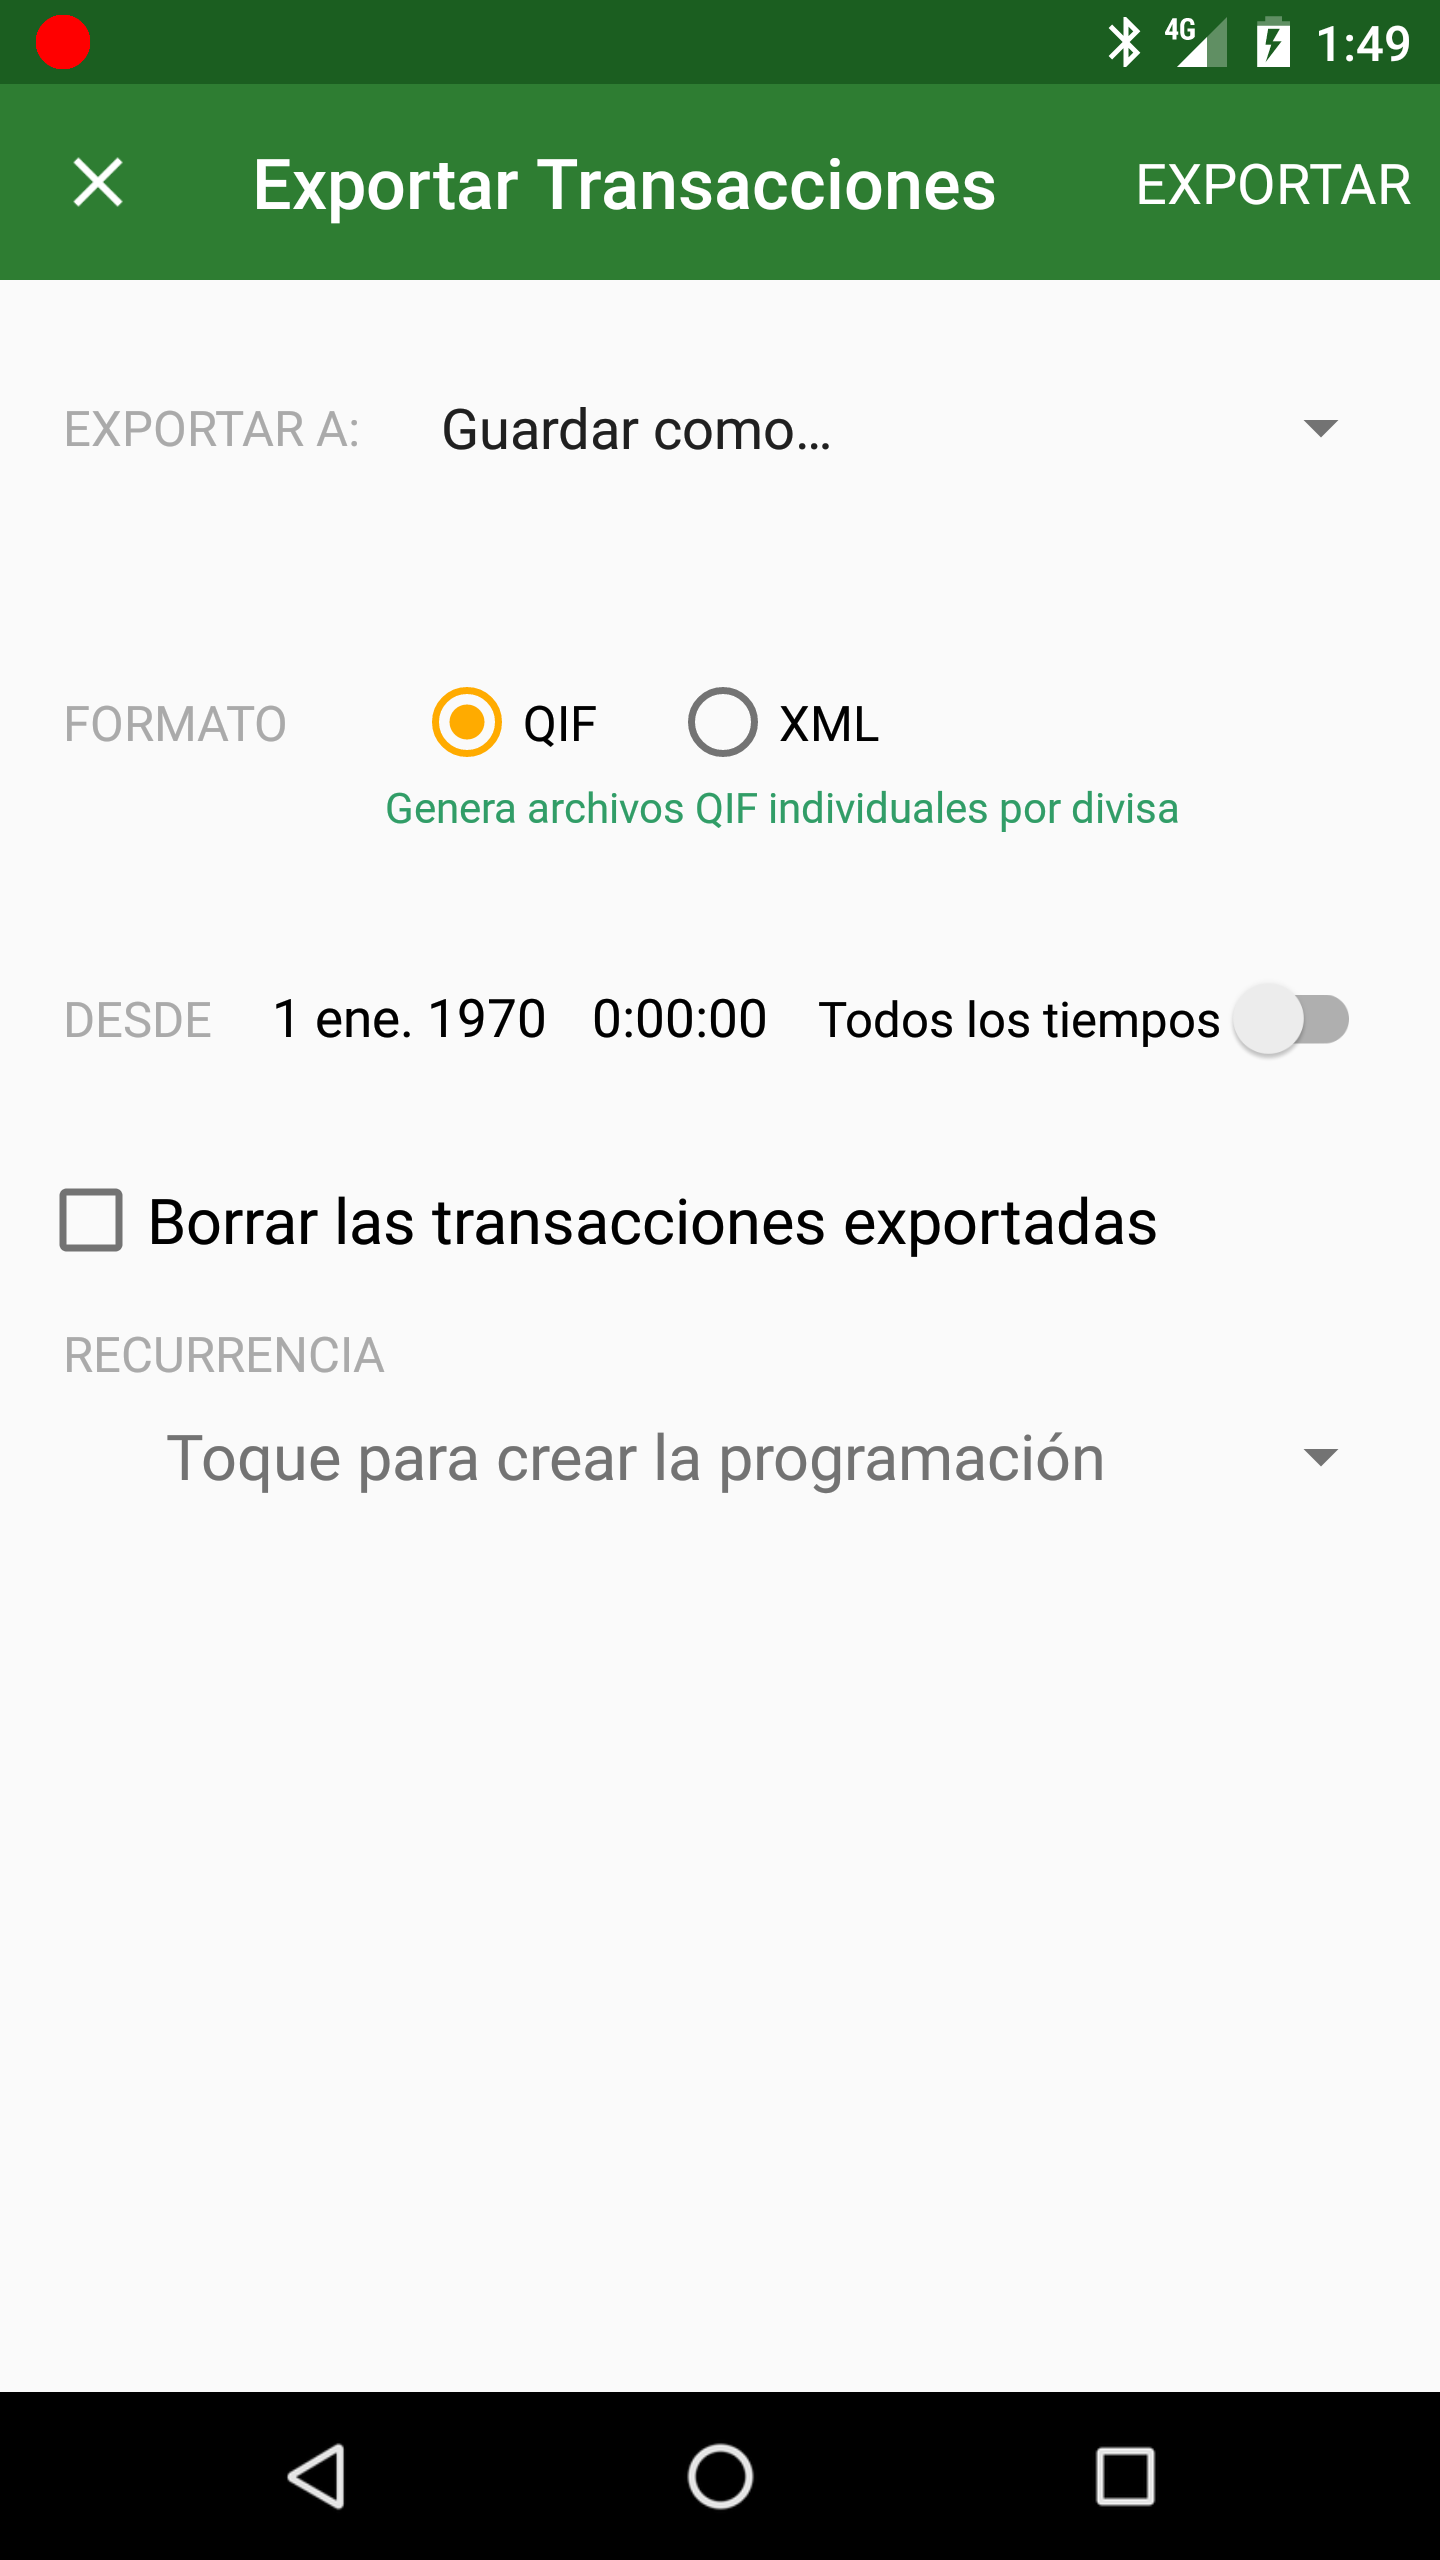 4G 1:49
Exportar Transacciones EXPORTAR
EXPORTAR A: Guardar como...
FORMATO QIF XML
Genera archivos QIF individuales por divisa
DESDE 1 ene. 1970 0:00:00 Todos los tiempos
Borrar las transacciones exportadas
RECURRENCIA
Toque para crear la programación